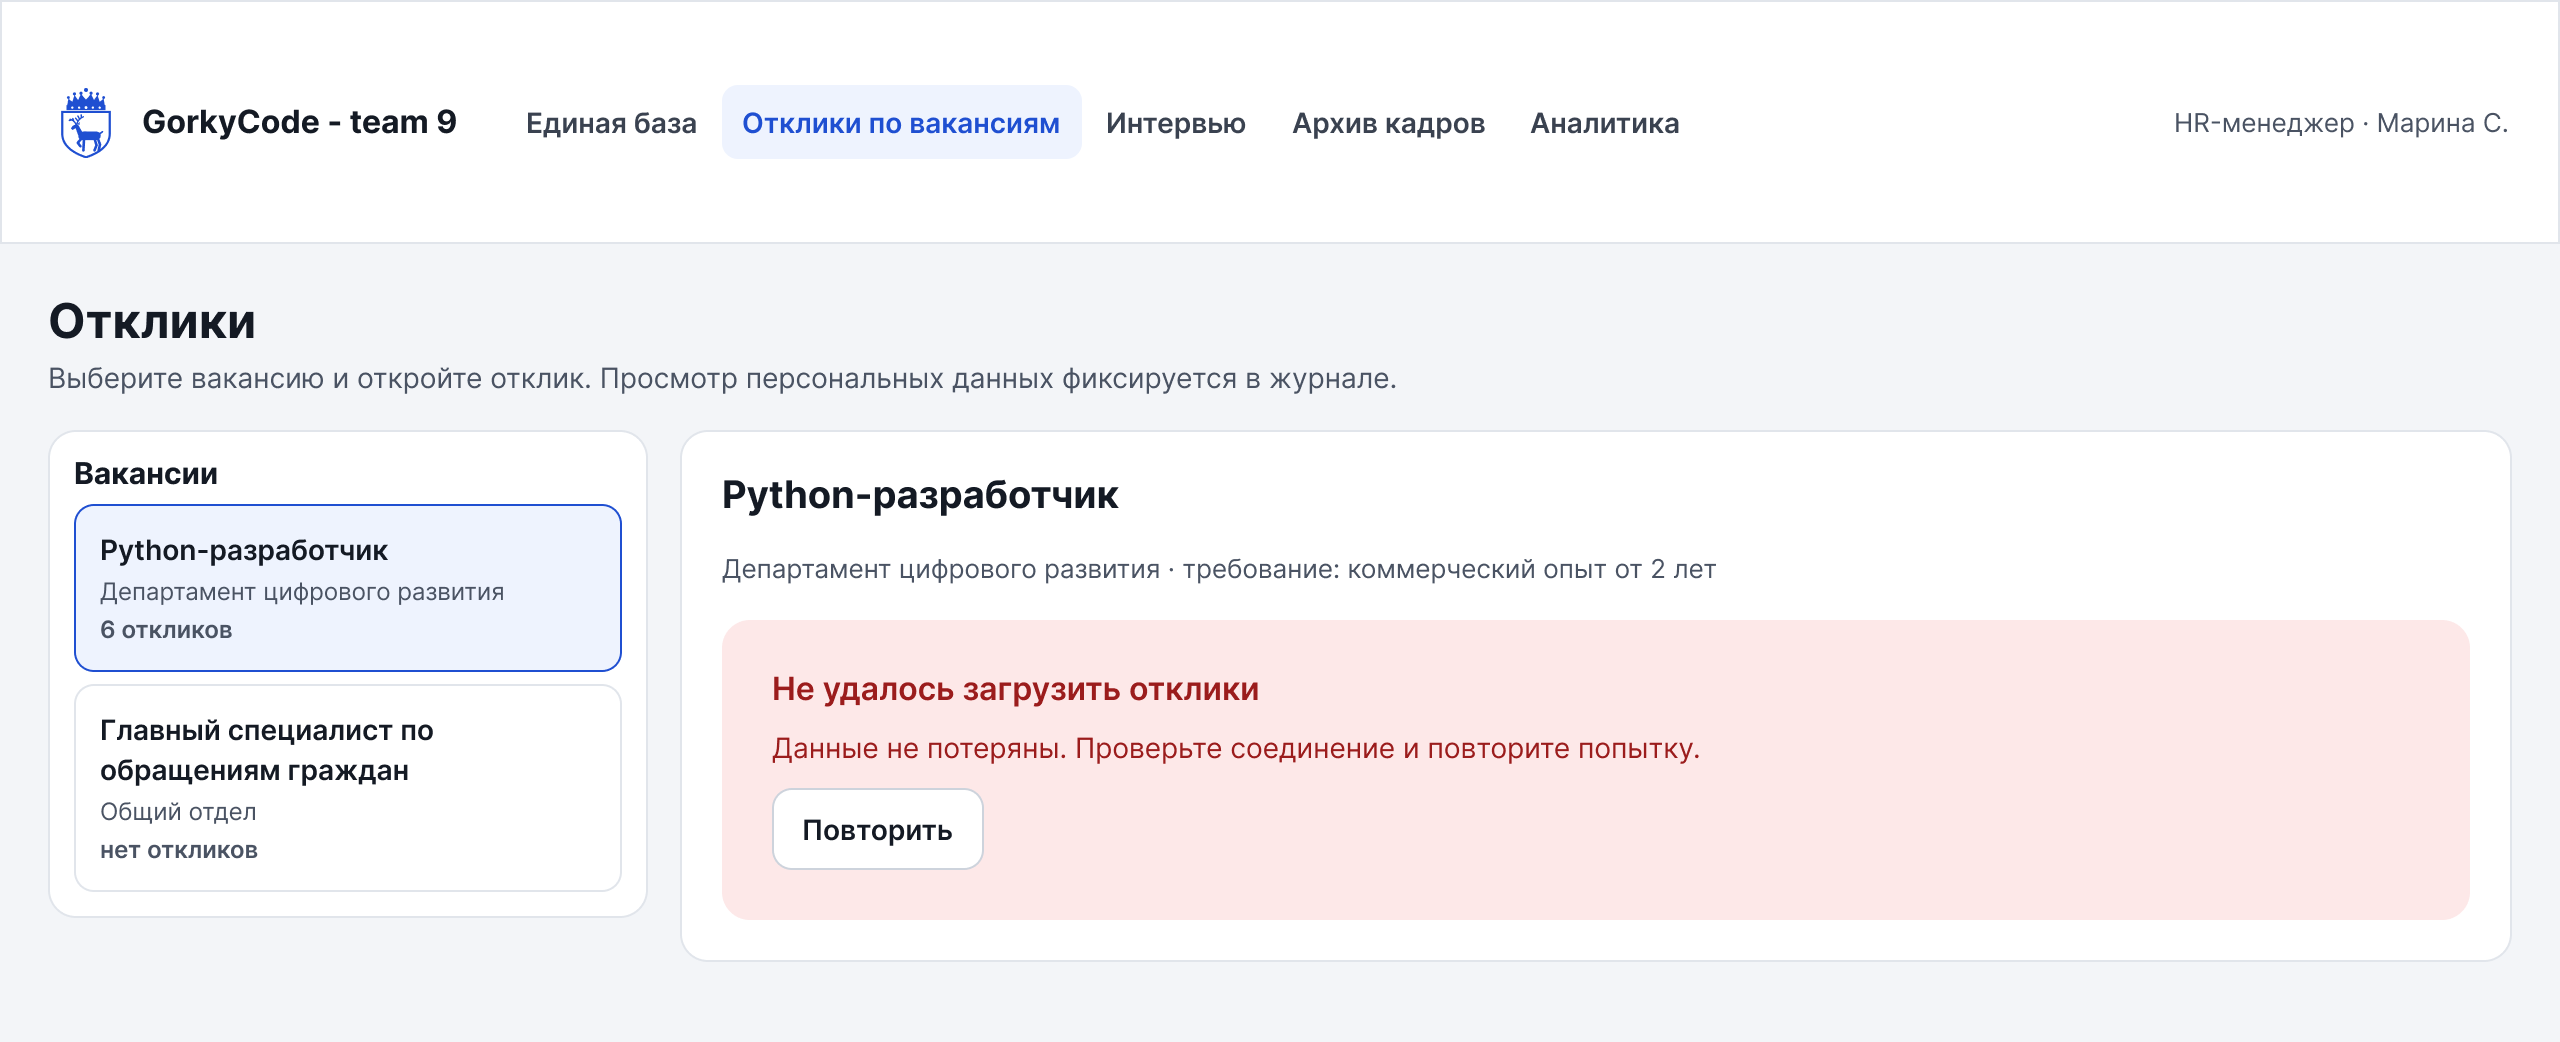 GorkyCode - team 9
Единая база
Отклики по вакансиям
Интервью
Архив кадров
Аналитика
HR-менеджер · Марина С.
Отклики
Выберите вакансию и откройте отклик. Просмотр персональных данных фиксируется в журнале.
Вакансии
Python-разработчик
Департамент цифрового развития
6 откликов
Главный специалист по
обращениям граждан
Общий отдел
нет откликов
Python-разработчик
Департамент цифрового развития · требование: коммерческий опыт от 2 лет
Не удалось загрузить отклики
Данные не потеряны. Проверьте соединение и повторите попытку.
Повторить